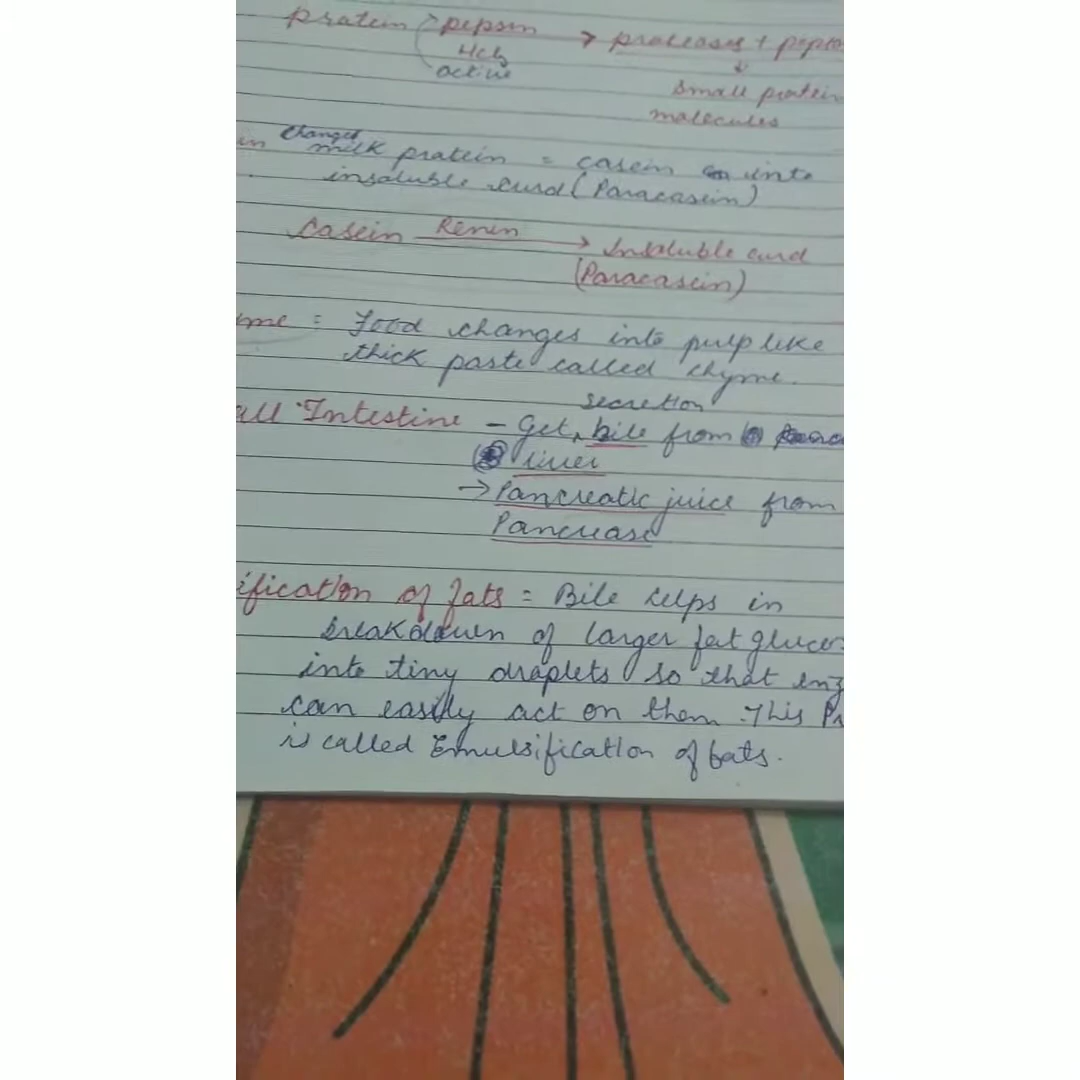 protein > pepsin → proteoses + pepto
HCl
active
small protein
molecules
in changes milk protein = casein into
insoluble curd (Paracasein)
Casein Renin → Insoluble curd
(Paracasein)
me = Food changes into pulp like
thick paste called chyme.
secretion
all Intestine - Get bile from
liver
→ Pancreatic juice from
Pancrease
ification of fats = Bile helps in
breakdown of larger fat
into tiny droplets so that enz
can easily act on them. This Pr
is called Emulsification of fats.